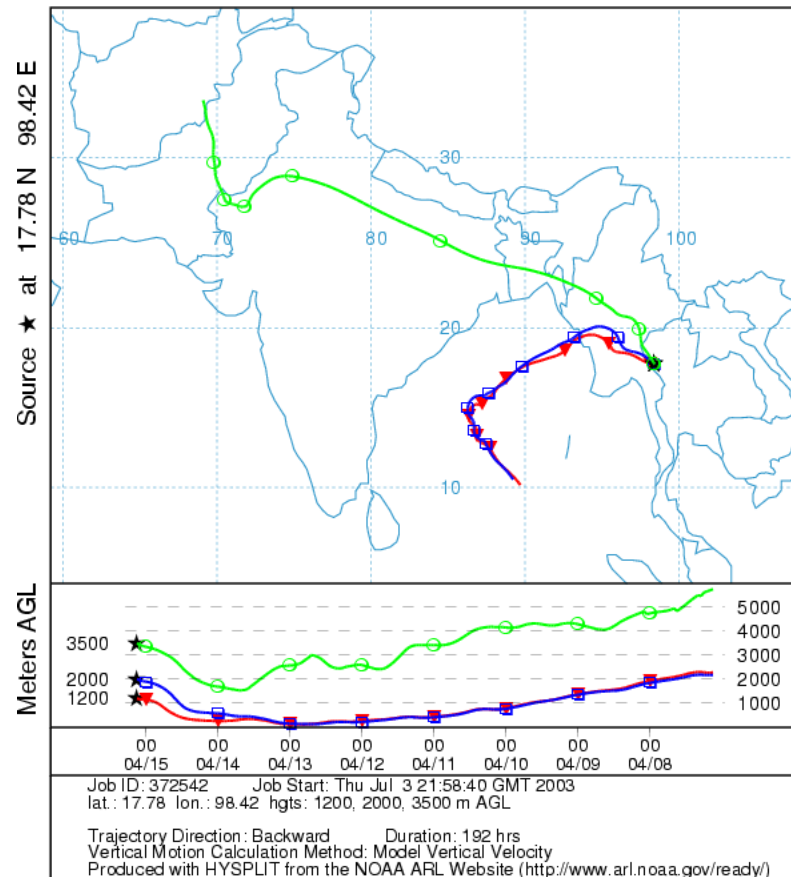 Source ★ at 17.78 N 98.42 E
30
60 70 80 90 100
20
10
Meters AGL
3500
2000
1200
5000
4000
3000
2000
1000
00 00 00 00 00 00 00 00
04/15 04/14 04/13 04/12 04/11 04/10 04/09 04/08
Job ID: 372542 Job Start: Thu Jul 3 21:58:40 GMT 2003
lat.: 17.78 lon.: 98.42 hgts: 1200, 2000, 3500 m AGL
Trajectory Direction: Backward Duration: 192 hrs
Vertical Motion Calculation Method: Model Vertical Velocity
Produced with HYSPLIT from the NOAA ARL Website (http://www.arl.noaa.gov/ready/)